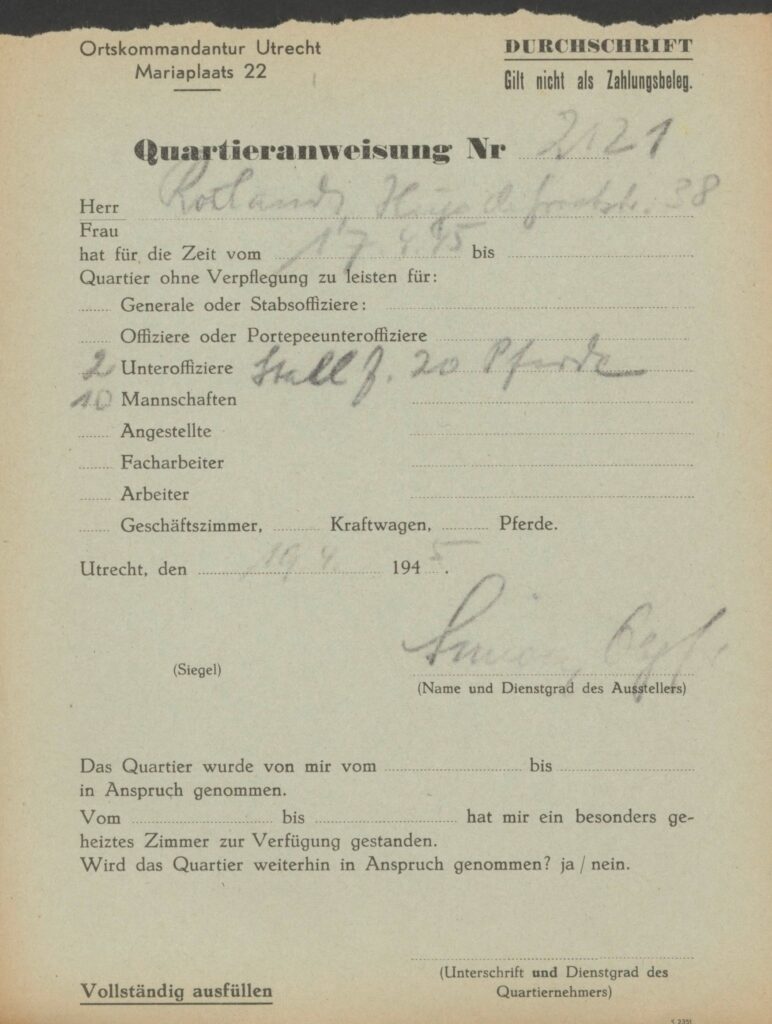 Ortskommandantur Utrecht
Mariaplaats 22
DURCHSCHRIFT
Gilt nicht als Zahlungsbeleg.
Quartieranweisung Nr 2121
Herr Roelands, 38
Frau
hat für die Zeit vom 17.4.45 bis
Quartier ohne Verpflegung zu leisten für:
Generale oder Stabsoffiziere:
Offiziere oder Portepeeunteroffiziere
2 Unteroffiziere Stall f. 20 Pferde
10 Mannschaften
Angestellte
Facharbeiter
Arbeiter
Geschäftszimmer, Kraftwagen, Pferde.
Utrecht, den 19.4. 1945.
(Siegel)
(Name und Dienstgrad des Ausstellers)
Das Quartier wurde von mir vom bis
in Anspruch genommen.
Vom bis hat mir ein besonders ge-
heiztes Zimmer zur Verfügung gestanden.
Wird das Quartier weiterhin in Anspruch genommen? ja / nein.
(Unterschrift und Dienstgrad des
Quartiernehmers)
Vollständig ausfüllen